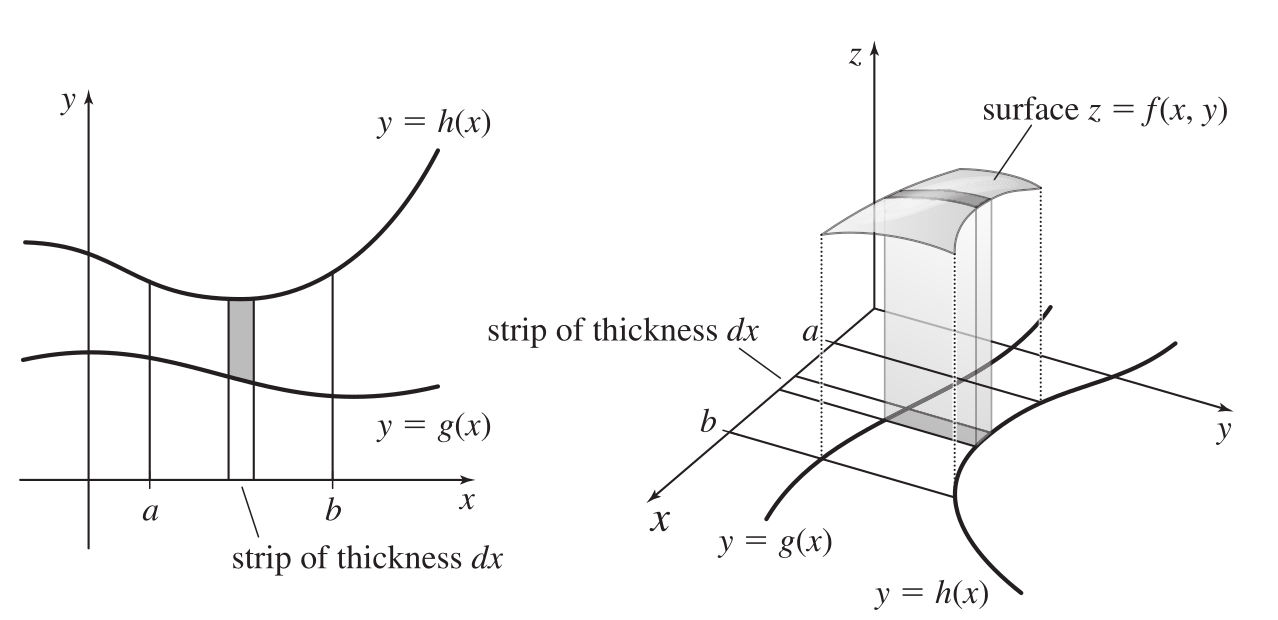 y
y = h(x)
y = g(x)
a
b
x
strip of thickness dx
z
surface z = f(x, y)
strip of thickness dx
a
b
y
x
y = g(x)
y = h(x)